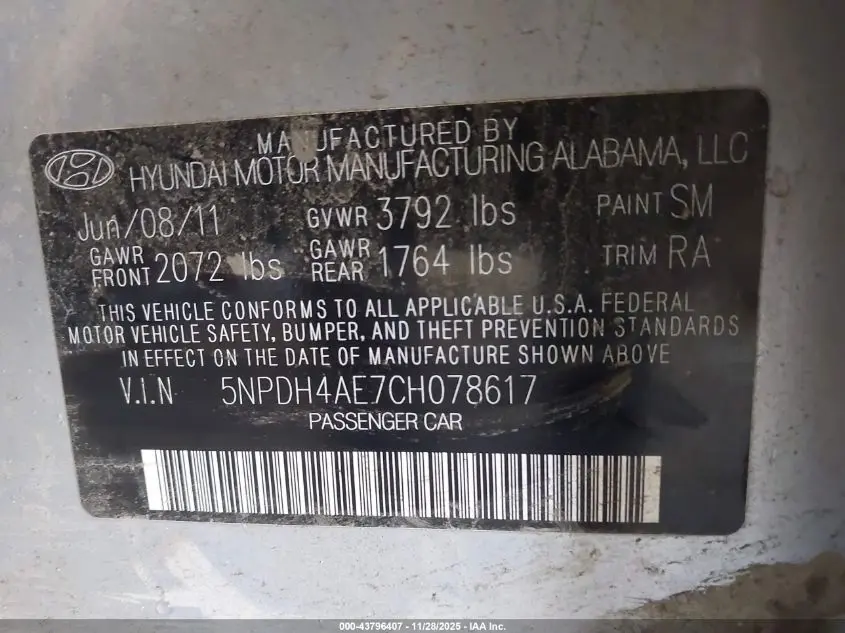 MANUFACTURED BY
HYUNDAI MOTOR MANUFACTURING ALABAMA, LLC
Jun/08/11 GVWR 3792 lbs PAINT SM
GAWR FRONT 2072 lbs GAWR REAR 1764 lbs TRIM RA
THIS VEHICLE CONFORMS TO ALL APPLICABLE U.S.A. FEDERAL
MOTOR VEHICLE SAFETY, BUMPER, AND THEFT PREVENTION STANDARDS
IN EFFECT ON THE DATE OF MANUFACTURE SHOWN ABOVE
V.I.N 5NPDH4AE7CH078617
PASSENGER CAR
000-43796407 - 11/28/2025 - IAA Inc.